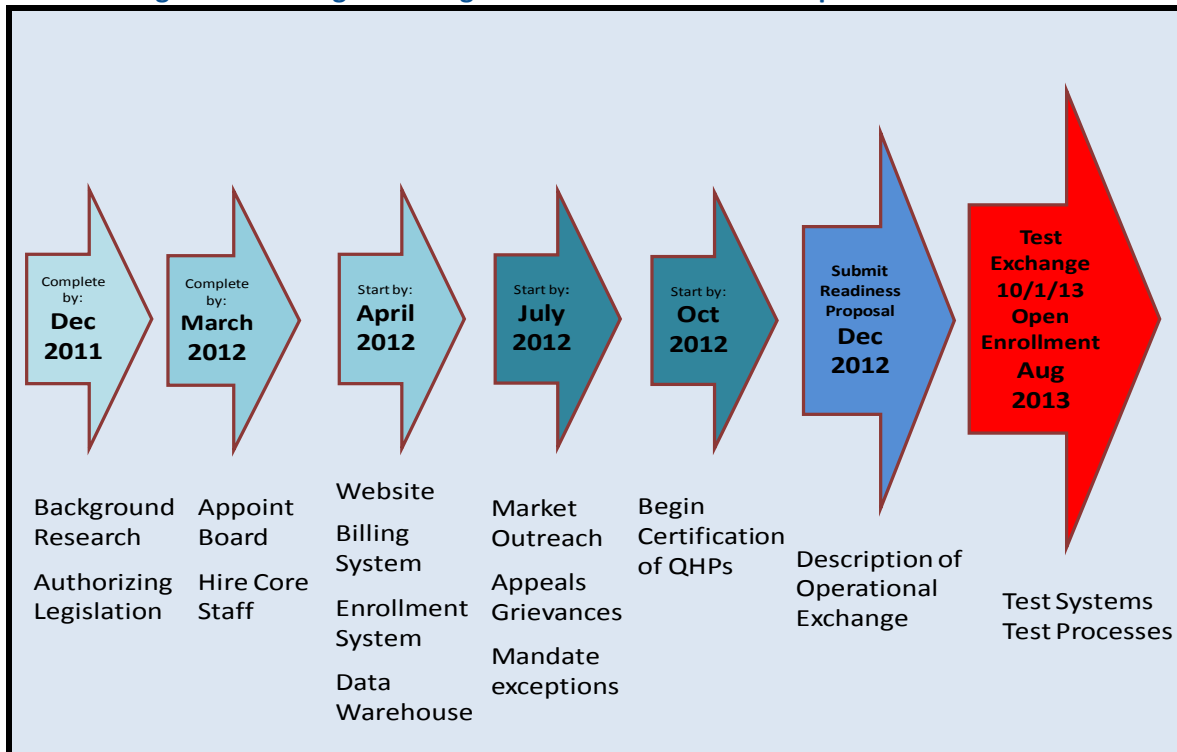 Complete
by:
Dec
2011
Complete
by:
March
2012
Start by:
April
2012
Start by:
July
2012
Start by:
Oct
2012
Submit
Readiness
Proposal
Dec
2012
Test
Exchange
10/1/13
Open
Enrollment
Aug
2013
Background
Research
Authorizing
Legislation
Appoint
Board
Hire Core
Staff
Website
Billing
System
Enrollment
System
Data
Warehouse
Market
Outreach
Appeals
Grievances
Mandate
exceptions
Begin
Certification
of QHPs
Description of
Operational
Exchange
Test Systems
Test Processes